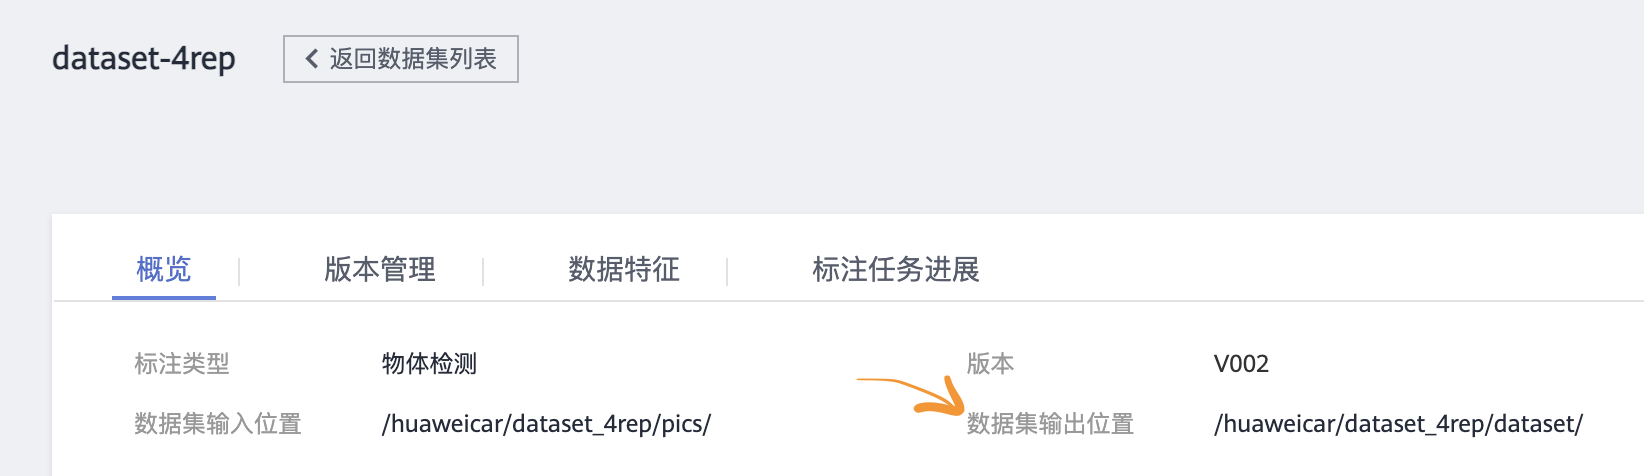 dataset-4rep
返回数据集列表
概览 版本管理 数据特征 标注任务进展
标注类型 物体检测 版本 V002
数据集输入位置 /huaweicar/dataset_4rep/pics/ 数据集输出位置 /huaweicar/dataset_4rep/dataset/